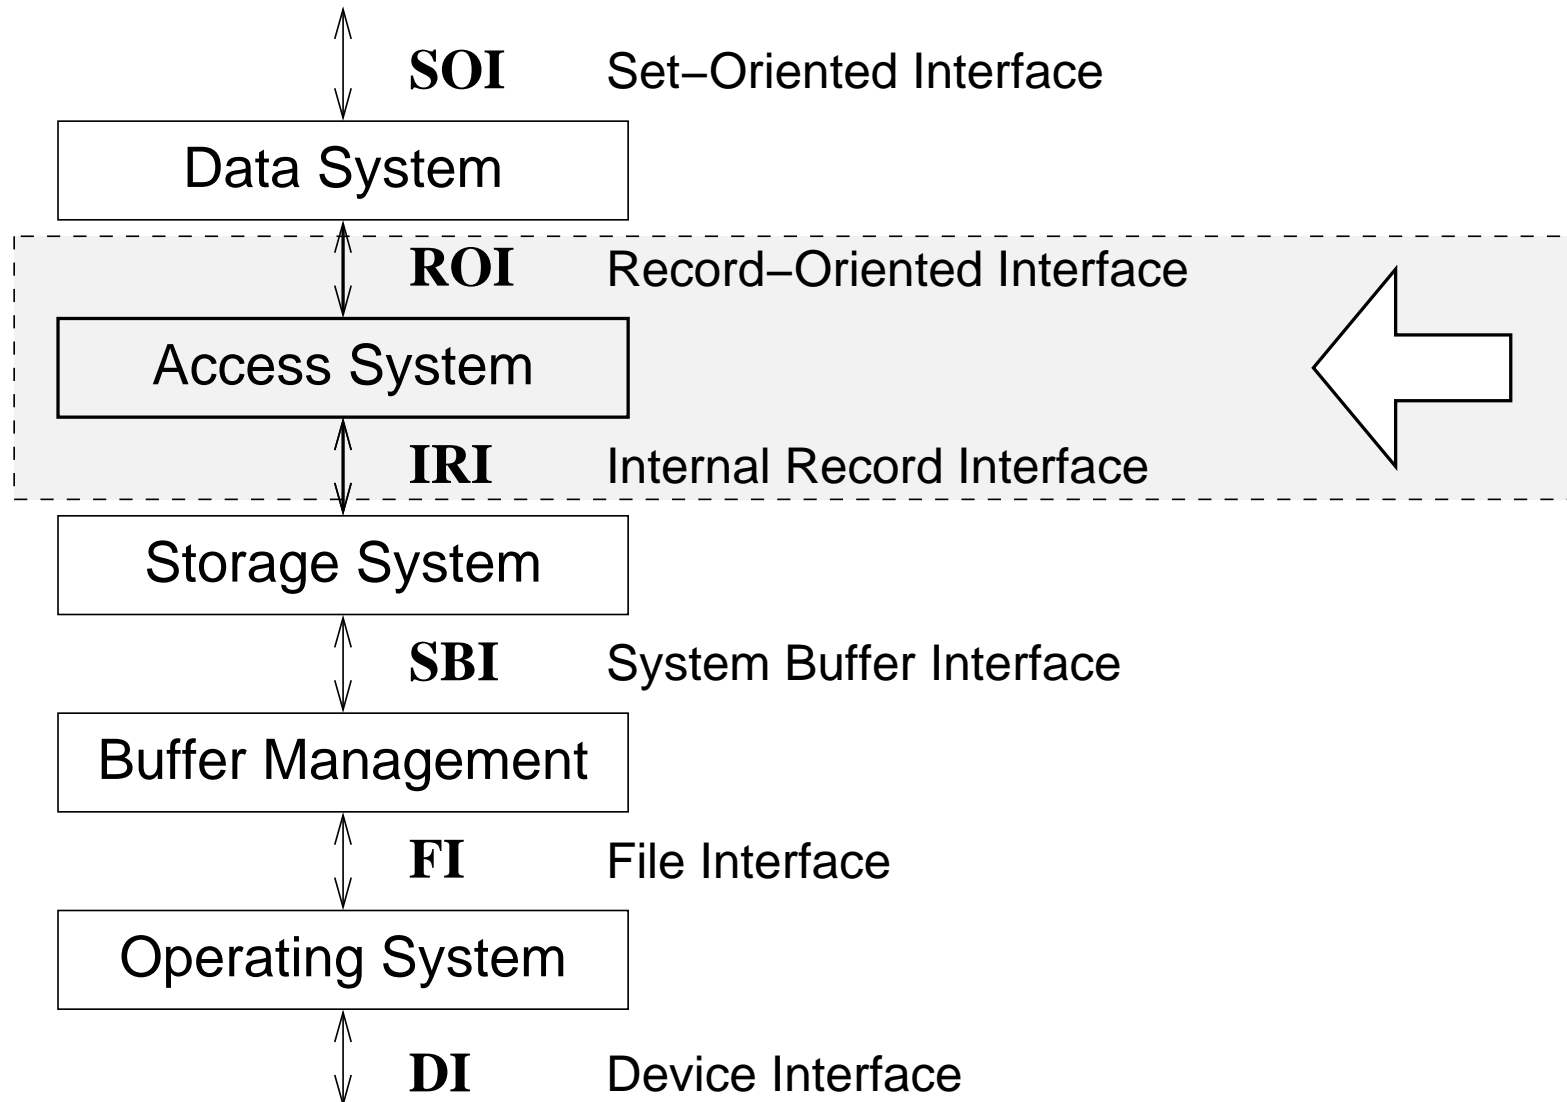 SOI Set–Oriented Interface
Data System
ROI Record–Oriented Interface
Access System
IRI Internal Record Interface
Storage System
SBI System Buffer Interface
Buffer Management
FI File Interface
Operating System
DI Device Interface